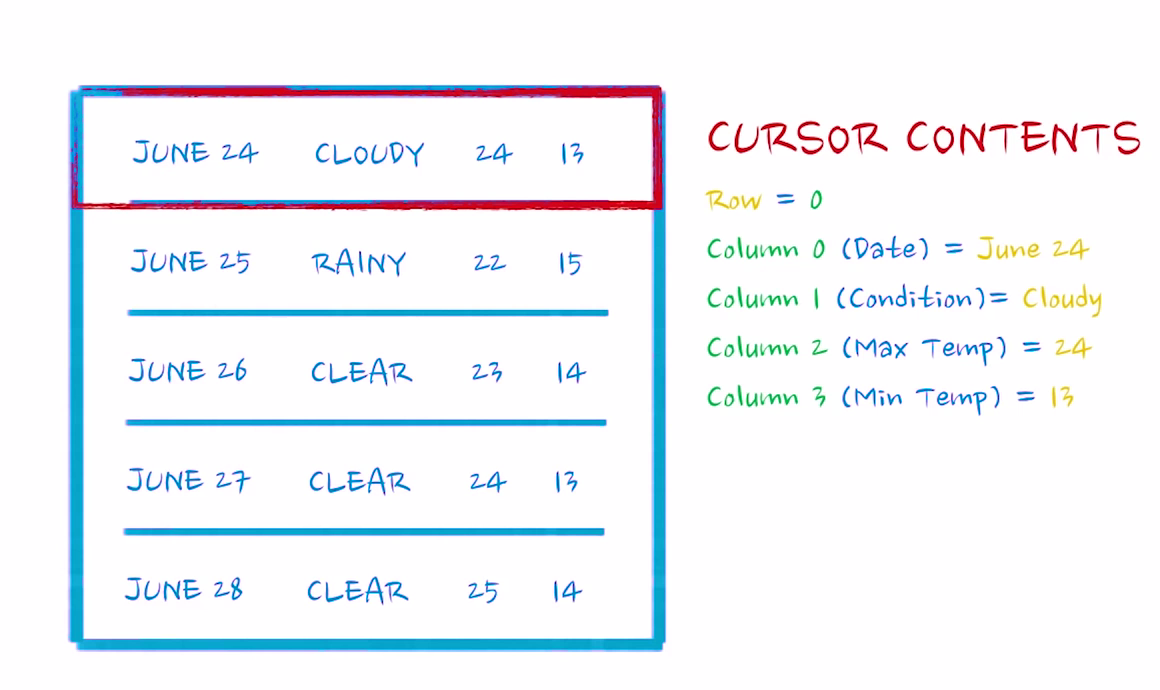 JUNE 24 CLOUDY 24 13
JUNE 25 RAINY 22 15
JUNE 26 CLEAR 23 14
JUNE 27 CLEAR 24 13
JUNE 28 CLEAR 25 14
CURSOR CONTENTS
Row = 0
Column 0 (Date) = June 24
Column 1 (Condition)= Cloudy
Column 2 (Max Temp) = 24
Column 3 (Min Temp) = 13